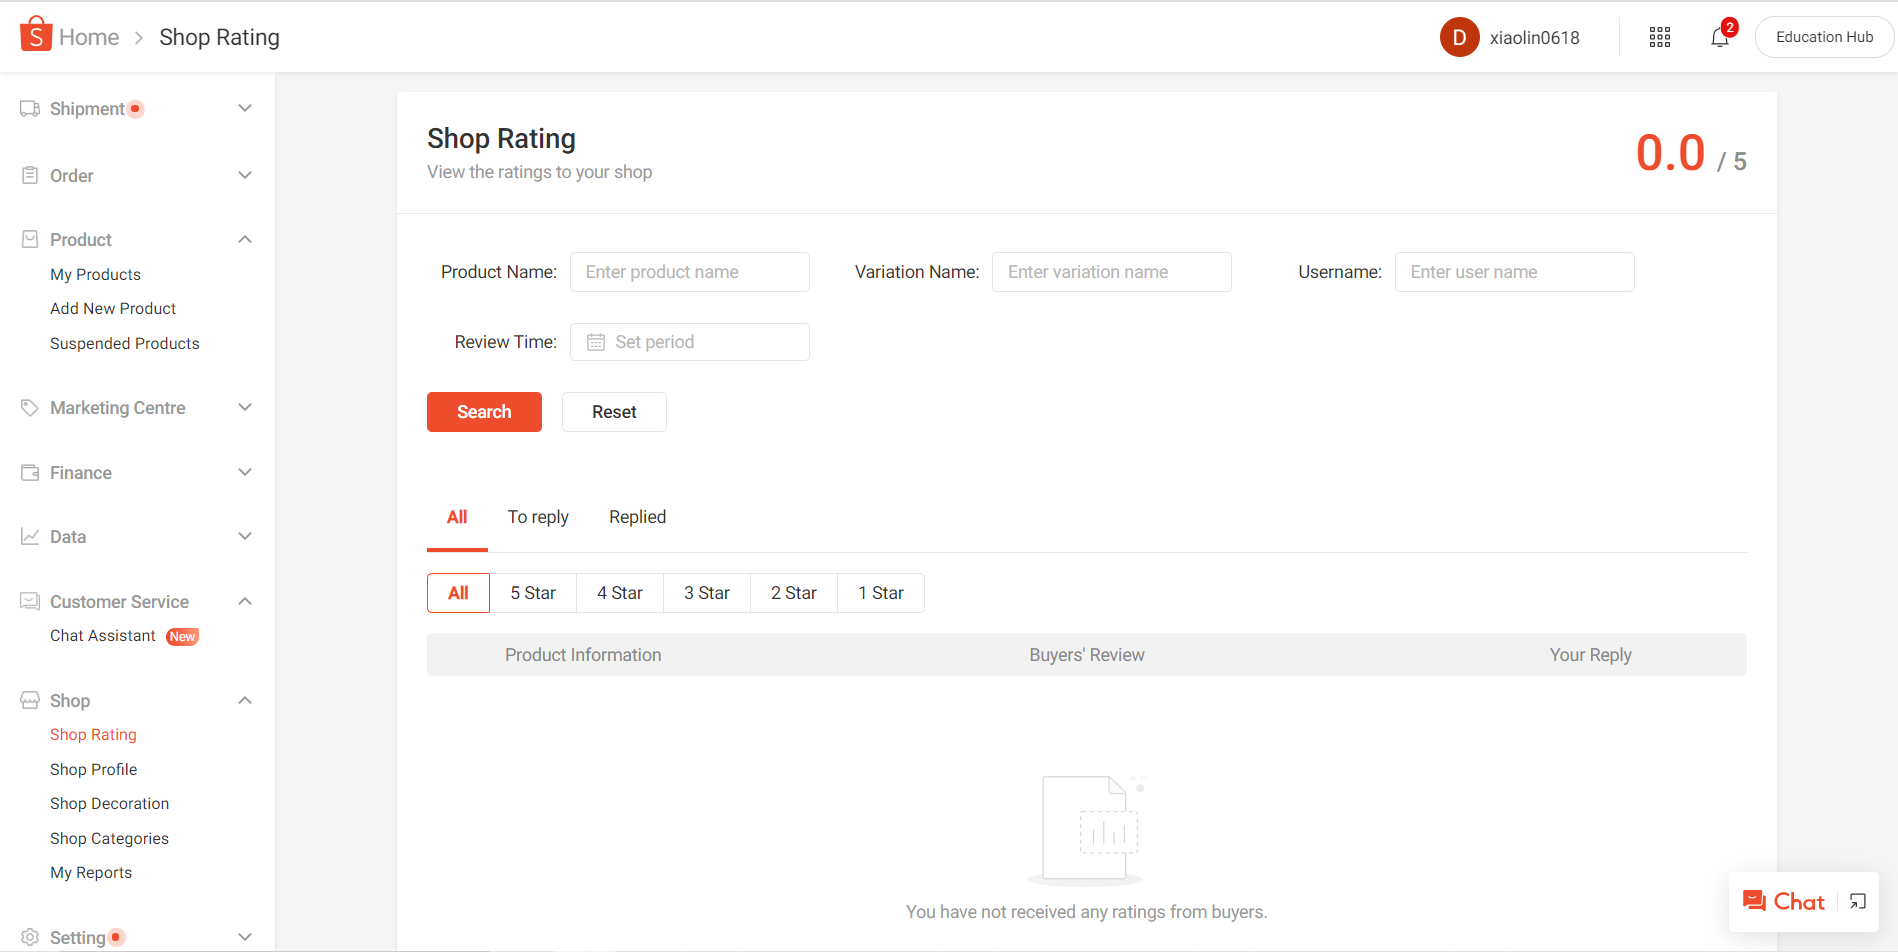 S Home > Shop Rating
D xiaolin0618
2
Education Hub
Shipment
Order
Product
My Products
Add New Product
Suspended Products
Marketing Centre
Finance
Data
Customer Service
Chat Assistant New
Shop
Shop Rating
Shop Profile
Shop Decoration
Shop Categories
My Reports
Setting
Shop Rating
View the ratings to your shop
0.0 / 5
Product Name: Enter product name
Variation Name: Enter variation name
Username: Enter user name
Review Time: Set period
Search Reset
All To reply Replied
All 5 Star 4 Star 3 Star 2 Star 1 Star
Product Information Buyers' Review Your Reply
You have not received any ratings from buyers.
Chat